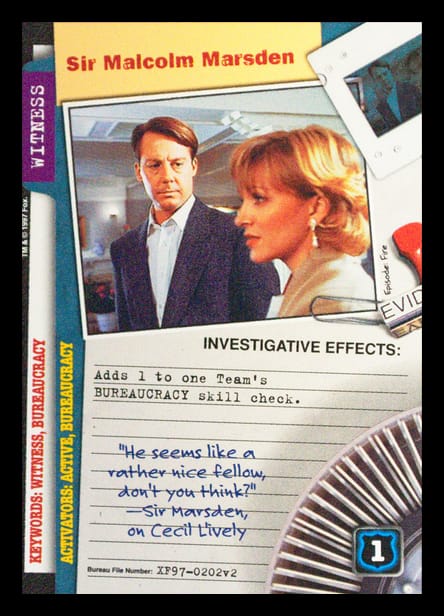 Sir Malcolm Marsden
WITNESS
TM & © 1997 Fox.
Episode: Fire
EVID
INVESTIGATIVE EFFECTS:
Adds 1 to one Team's
BUREAUCRACY skill check.
KEYWORDS: WITNESS, BUREAUCRACY
ACTIVATORS: ACTIVE, BUREAUCRACY
"He seems like a
rather nice fellow,
don't you think?"
—Sir Marsden,
on Cecil L'ively
1
Bureau File Number: XF97-0202v2